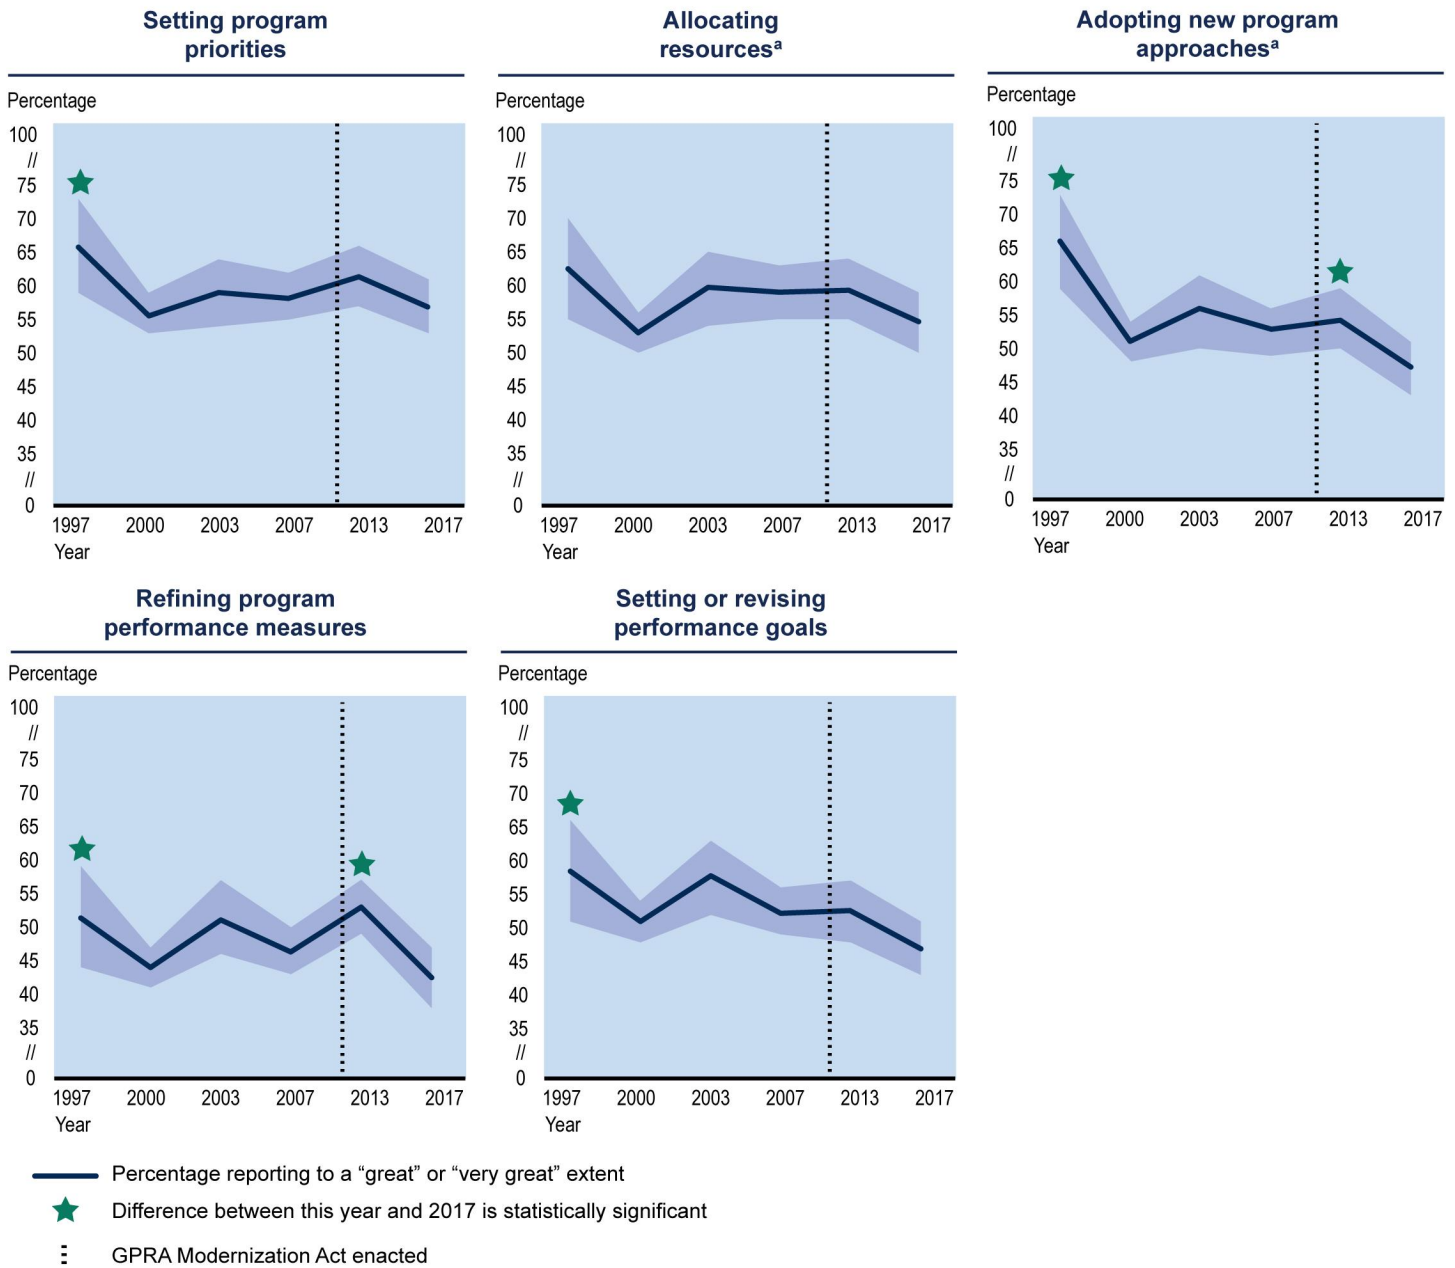 Setting program
priorities
Percentage
100
//
75
70
65
60
55
50
45
40
35
//
0
1997 2000 2003 2007 2013 2017
Year
Allocating
resourcesᵃ
Percentage
100
//
75
70
65
60
55
50
45
40
35
//
0
1997 2000 2003 2007 2013 2017
Year
Adopting new program
approachesᵃ
Percentage
100
//
75
70
65
60
55
50
45
40
35
//
0
1997 2000 2003 2007 2013 2017
Year
Refining program
performance measures
Percentage
100
//
75
70
65
60
55
50
45
40
35
//
0
1997 2000 2003 2007 2013 2017
Year
Setting or revising
performance goals
Percentage
100
//
75
70
65
60
55
50
45
40
35
//
0
1997 2000 2003 2007 2013 2017
Year
Percentage reporting to a “great” or “very great” extent
Difference between this year and 2017 is statistically significant
GPRA Modernization Act enacted